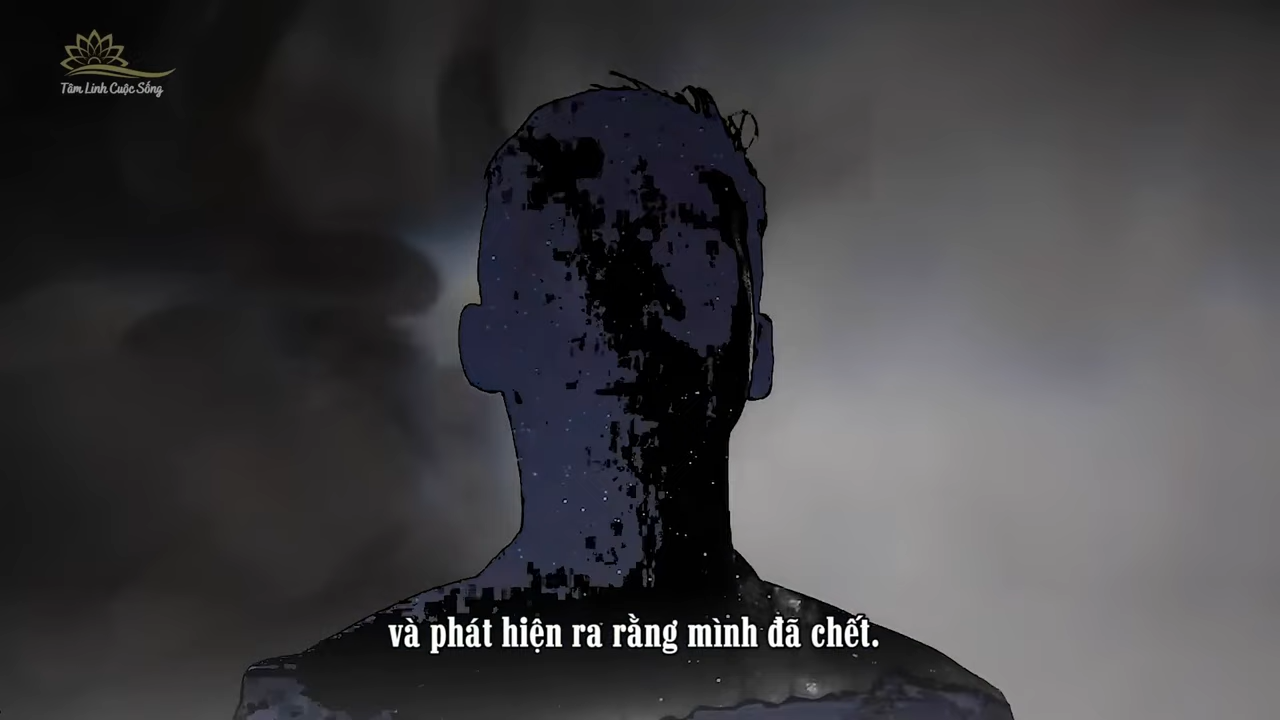 Tâm Linh Cuộc Sống
và phát hiện ra rằng mình đã chết.